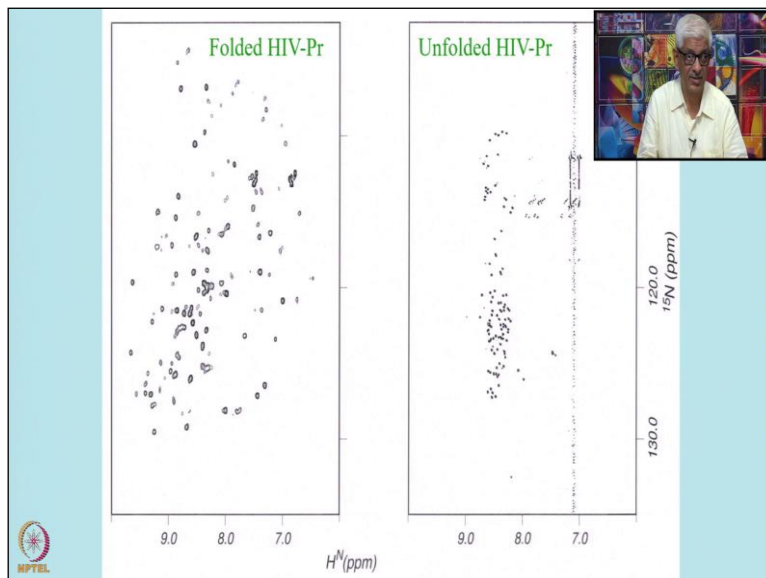 Folded HIV-Pr
Unfolded HIV-Pr
120.0
¹⁵N (ppm)
130.0
9.0 8.0 7.0
9.0 8.0 7.0
Hᴺ(ppm)
NPTEL